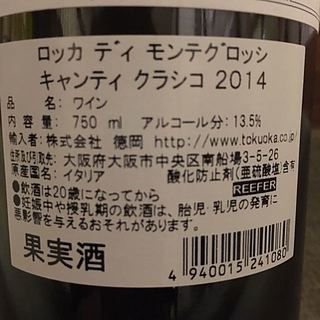 ロッカ ディ モンテグロッシ
キャンティ クラシコ 2014
品　名：ワイン
内 容 量：750 ml　アルコール分：13.5%
輸入者：株式会社 徳岡 http://www.tokuoka.co.jp/
住所及び引取先：大阪府大阪市中央区南船場3-5-26
原産国名：イタリア　酸化防止剤(亜硫酸塩)含有
REEFER
●飲酒は20歳になってから
●妊娠中や授乳期の飲酒は、胎児・乳児の発育に
悪影響を与えるおそれがあります。
果実酒
4 940015 241080